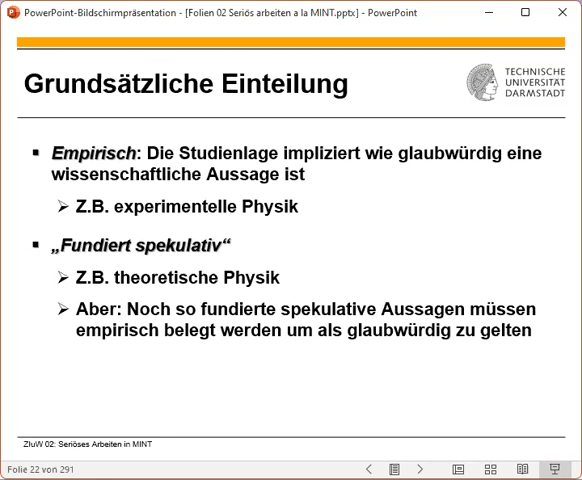 PowerPoint-Bildschirmpräsentation - [Folien 02 Seriös arbeiten a la MINT.pptx] - PowerPoint
Grundsätzliche Einteilung
TECHNISCHE
UNIVERSITÄT
DARMSTADT
Empirisch: Die Studienlage impliziert wie glaubwürdig eine
wissenschaftliche Aussage ist
Z.B. experimentelle Physik
„Fundiert spekulativ“
Z.B. theoretische Physik
Aber: Noch so fundierte spekulative Aussagen müssen
empirisch belegt werden um als glaubwürdig zu gelten
ZIuW 02: Seriöses Arbeiten in MINT
Folie 22 von 291